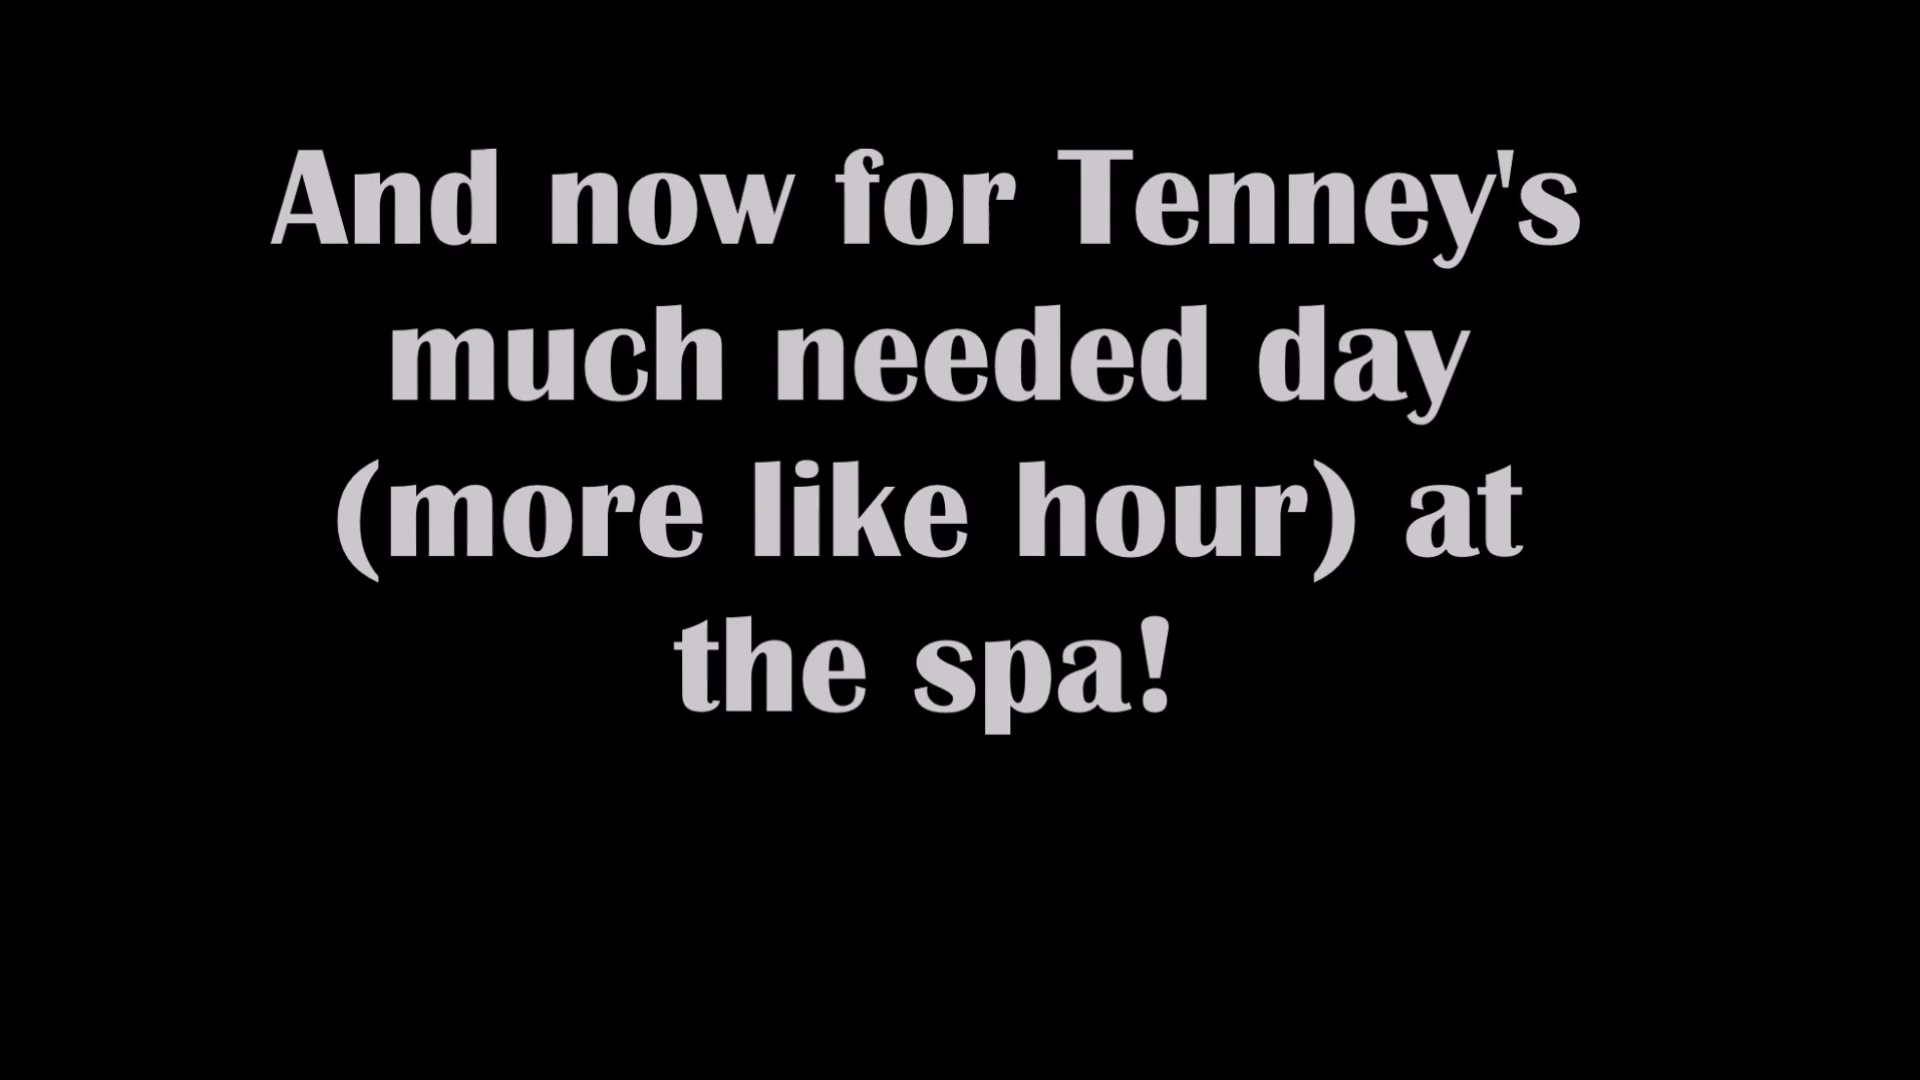 And now for Tenney's
much needed day
(more like hour) at
the spa!